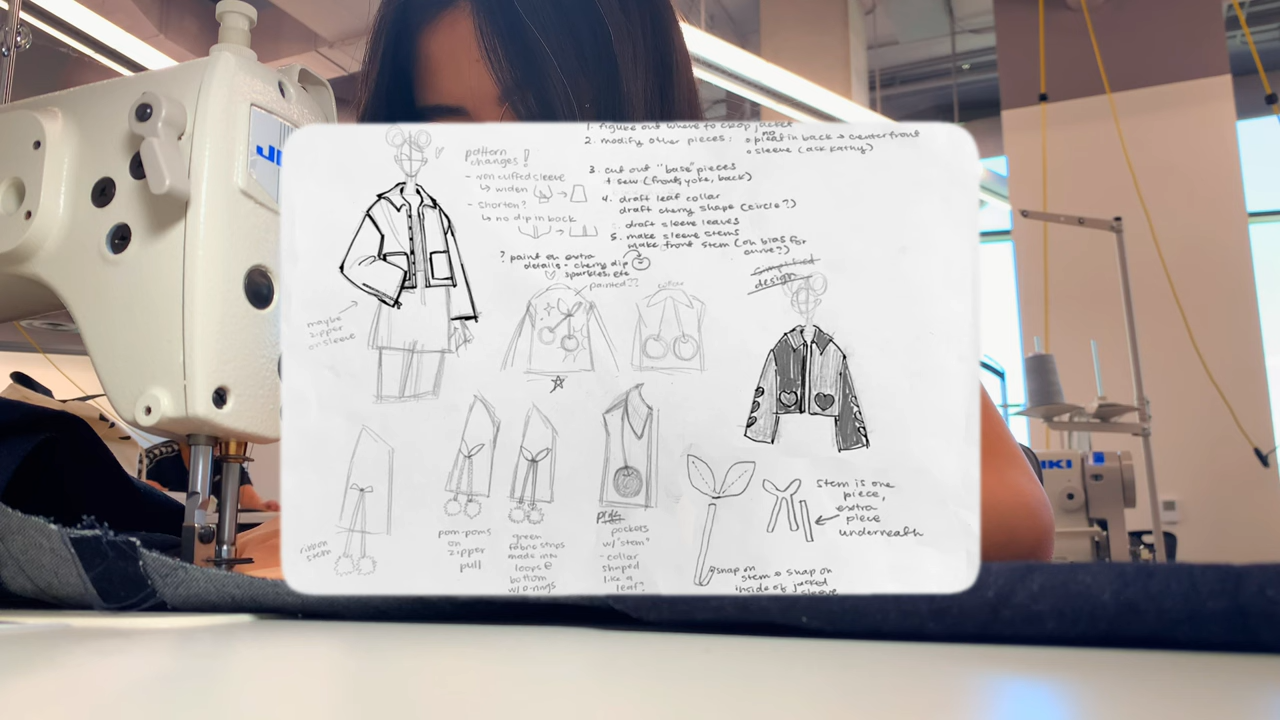 pattern
changes!
- non cuffed sleeve
↳ widen
- shorten?
↳ no dip in back
? paint on extra
details - cherry dip
sparkles, etc
1. figure out where to crop jacket
2. modify other pieces: o no pleat in back → center front
o sleeve (ask kathy)
3. cut out "base" pieces
+ sew (fronts, yoke, back)
4. draft leaf collar
draft cherry shape (circle?)
draft sleeve leaves
5. make sleeve stems
make front stem (on bias for
curve?)
maybe
zipper
on sleeve
painted??
collar
simplified
design
ribbon
stem
pom-poms
on
zipper
pull
green
fabric strips
made into
loops @
bottom
w/ D-rings
pockets
w/ "stem"
- collar
shaped
like a
leaf?
snap on
stem + snap on
inside of jacket
sleeve
stem is one
piece,
extra
piece
underneath
JUKI